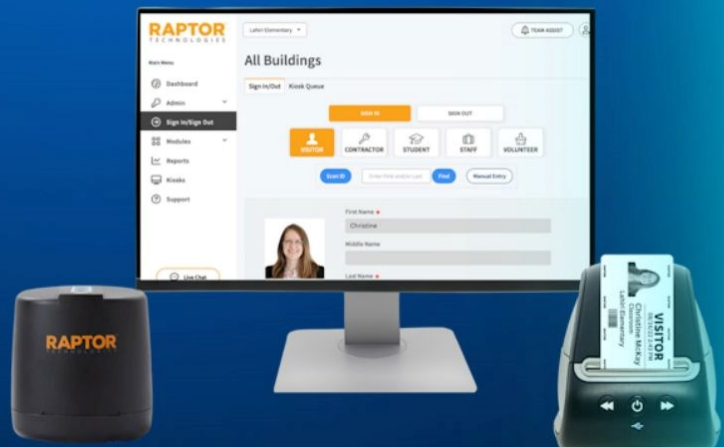 RAPTOR
TECHNOLOGIES
Lahiri Elementary
TEAM ASSIST
Main Menu
All Buildings
Dashboard
Sign In/Out Kiosk Queue
Admin
SIGN IN SIGN OUT
Sign In/Sign Out
Modules
VISITOR CONTRACTOR STUDENT STAFF VOLUNTEER
Reports
Scan ID Enter First and/or Last Find Manual Entry
Kiosks
Support
First Name
Christine
Middle Name
Last Name
Live Chat
RAPTOR
TECHNOLOGIES
VISITOR
Christine McKay
Classroom
Lahiri Elementary